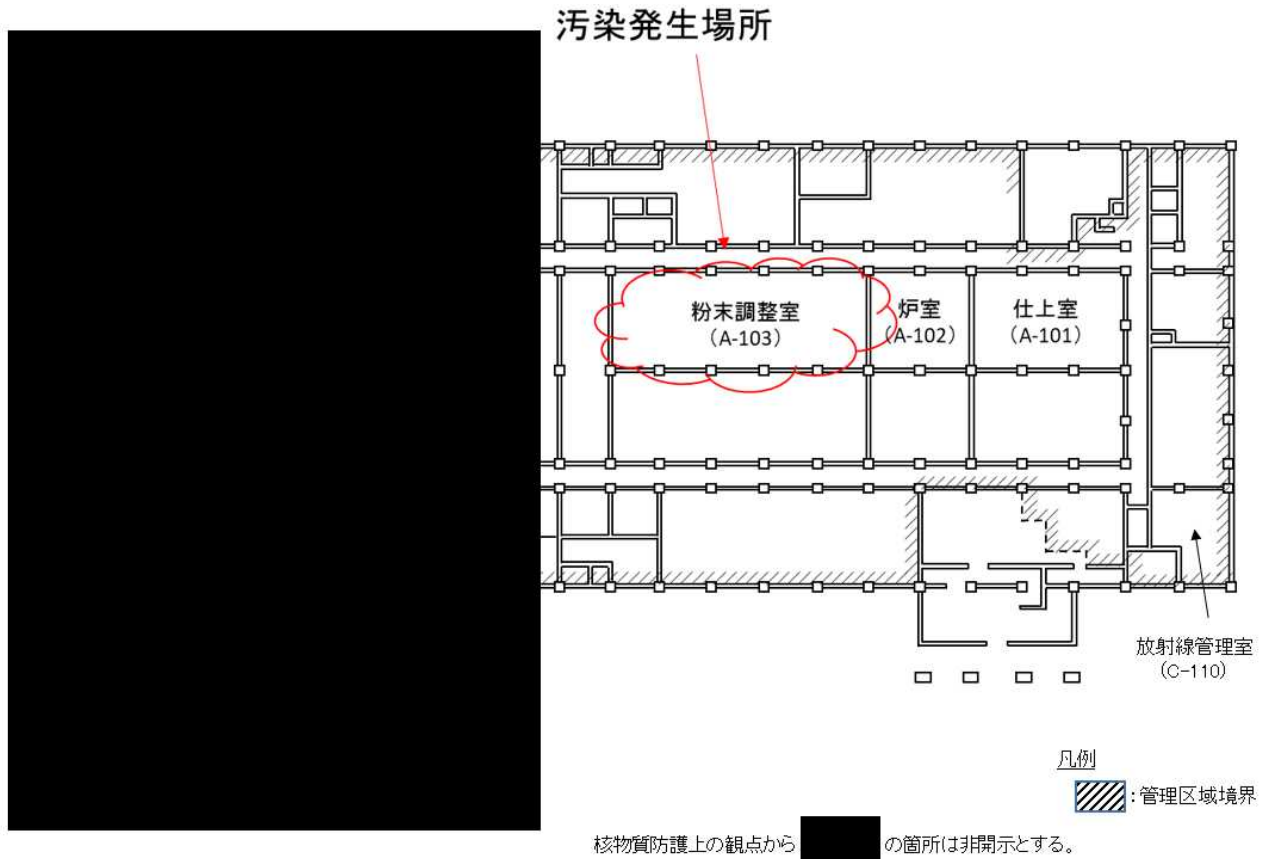 汚染発生場所
粉末調整室
（A-103）
炉室
（A-102）
仕上室
（A-101）
放射線管理室
（C-110）
凡例
：管理区域境界
核物質防護上の観点から の箇所は非開示とする。